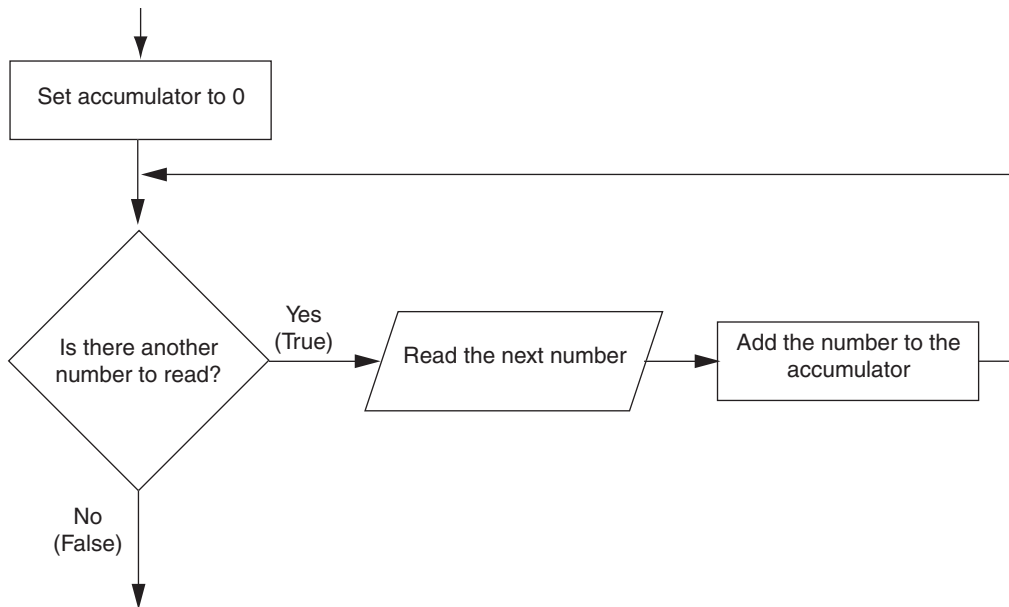 Set accumulator to 0
Is there another
number to read?
Yes
(True)
Read the next number
Add the number to the
accumulator
No
(False)